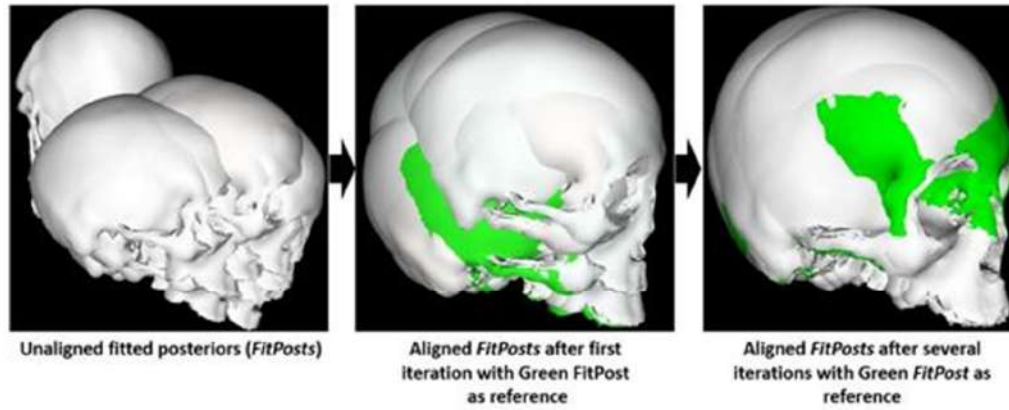 Unaligned fitted posteriors (FitPosts)
Aligned FitPosts after first
iteration with Green FitPost
as reference
Aligned FitPosts after several
iterations with Green FitPost as
reference